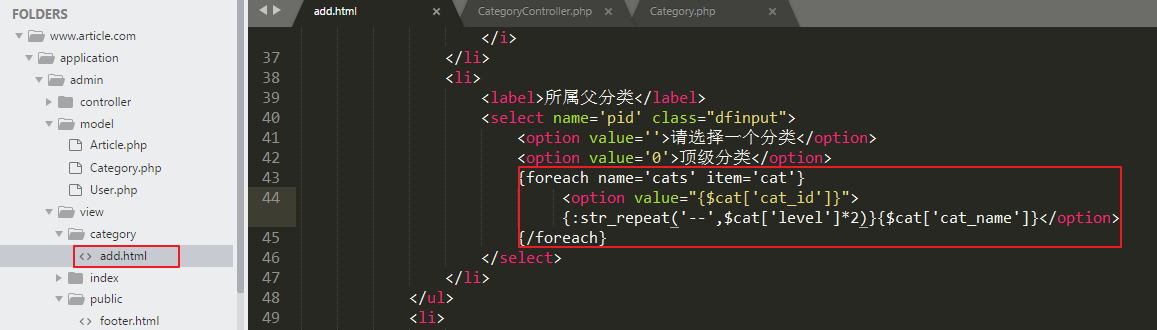 FOLDERS
www.article.com
application
admin
controller
model
Article.php
Category.php
User.php
view
category
<> add.html
index
public
<> footer.html
add.html × CategoryController.php × Category.php ×
</i>
37 </li>
38 <li>
39 <label>所属父分类</label>
40 <select name='pid' class="dfinput">
41 <option value=''>请选择一个分类</option>
42 <option value='0'>顶级分类</option>
43 {foreach name='cats' item='cat'}
44 <option value="{$cat['cat_id']}">
{:str_repeat('--',$cat['level']*2)}{$cat['cat_name']}</option>
45 {/foreach}
46 </select>
47 </li>
48 </ul>
49 <li>